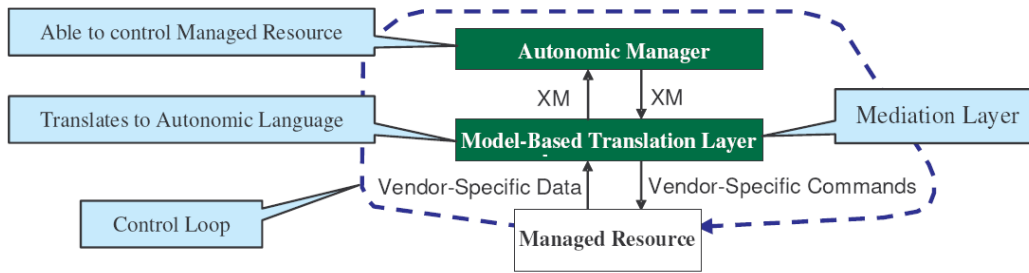 Able to control Managed Resource
Autonomic Manager
XM
XM
Translates to Autonomic Language
Mediation Layer
Model-Based Translation Layer
Vendor-Specific Data
Vendor-Specific Commands
Control Loop
Managed Resource